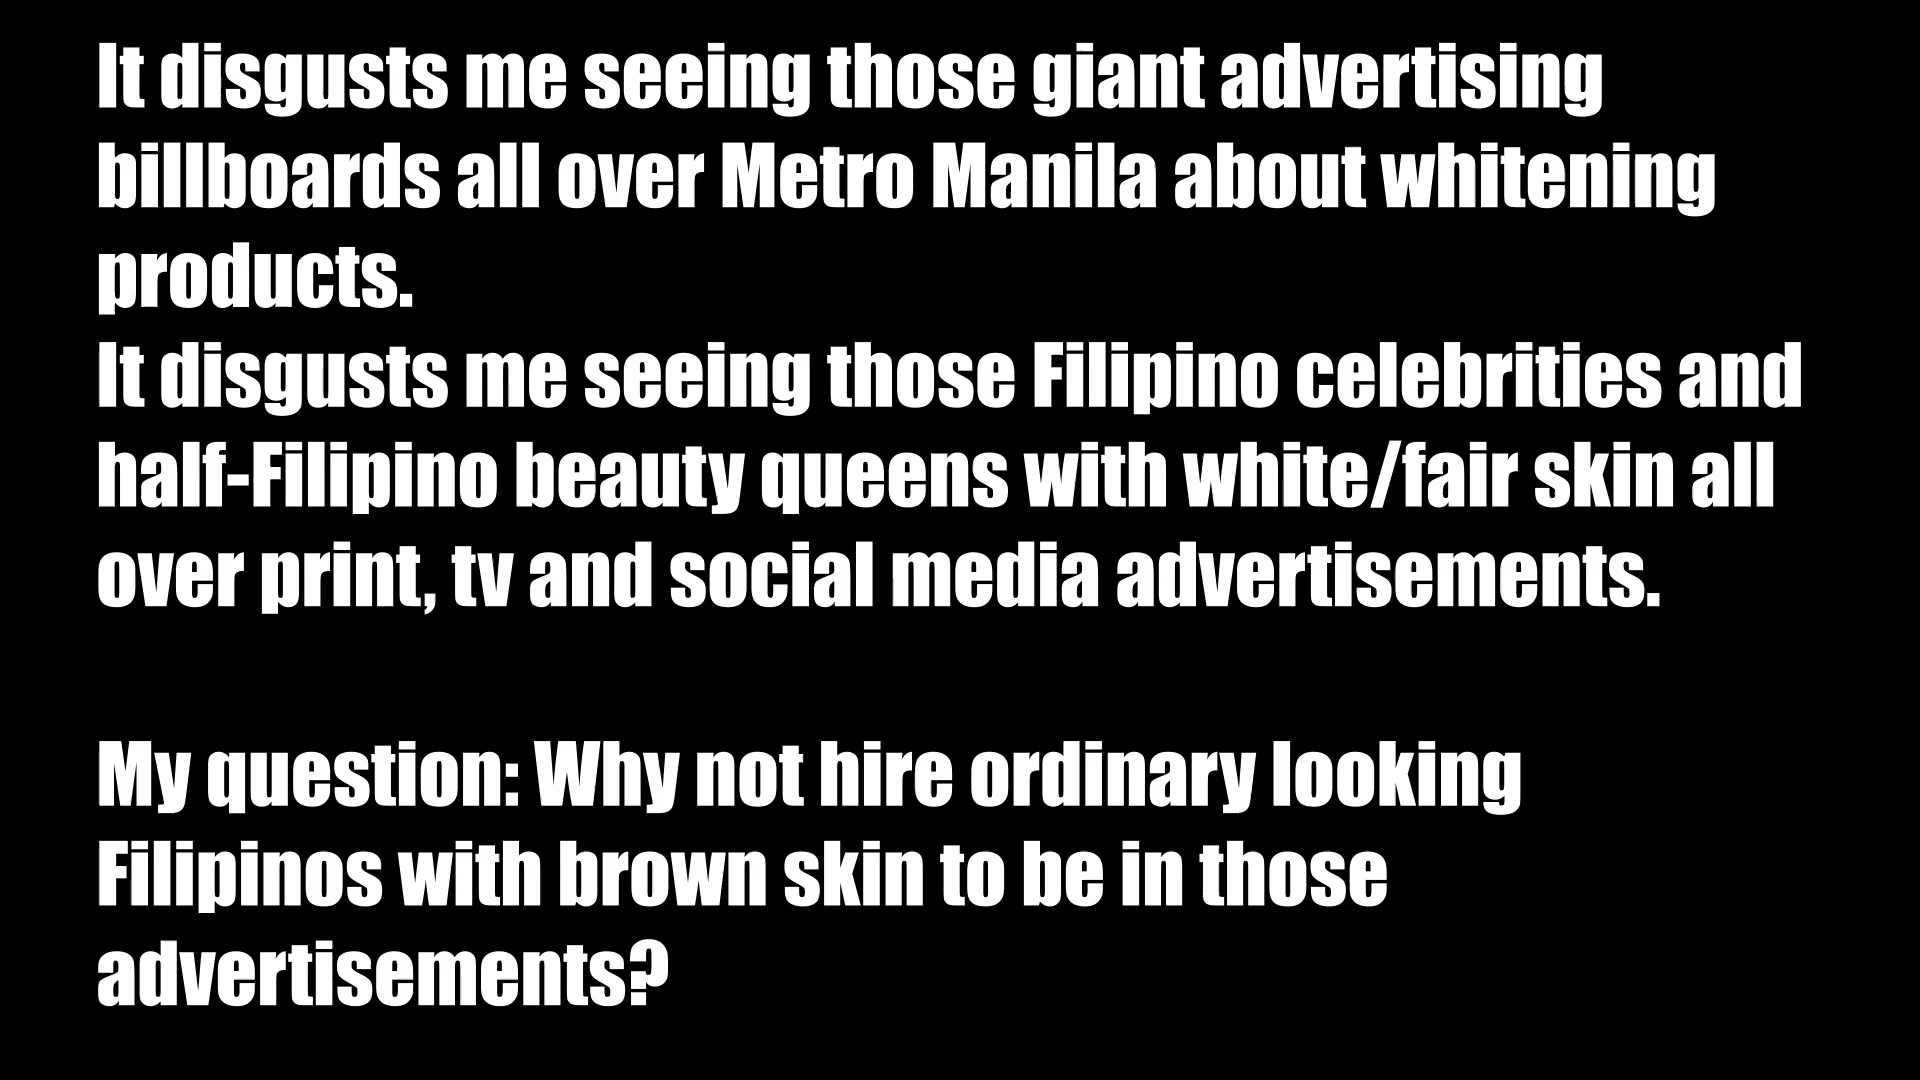 It disgusts me seeing those giant advertising
billboards all over Metro Manila about whitening
products.
It disgusts me seeing those Filipino celebrities and
half-Filipino beauty queens with white/fair skin all
over print, tv and social media advertisements.
My question: Why not hire ordinary looking
Filipinos with brown skin to be in those
advertisements?